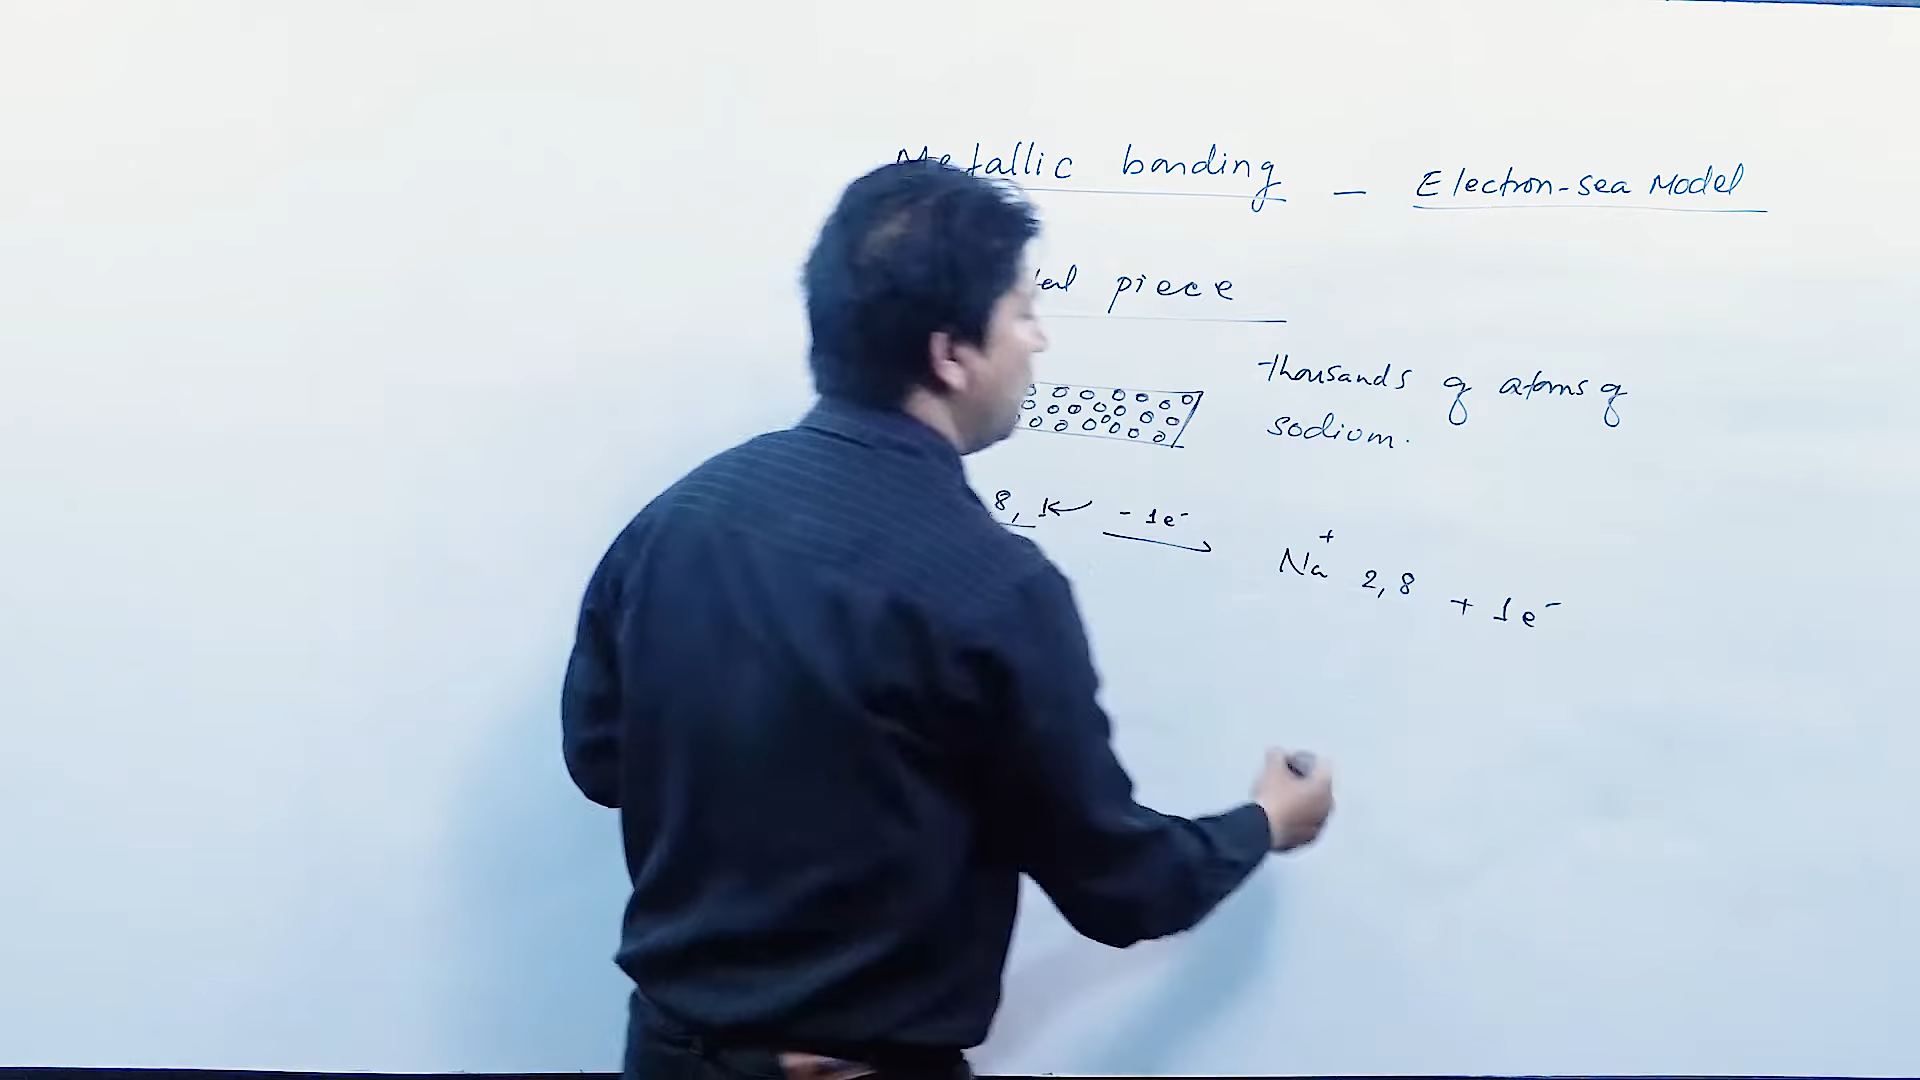 Metallic bonding – Electron-sea Model
piece
thousands of atoms of
sodium.
8, 1 - 1e⁻
Na⁺ 2,8 + 1e⁻